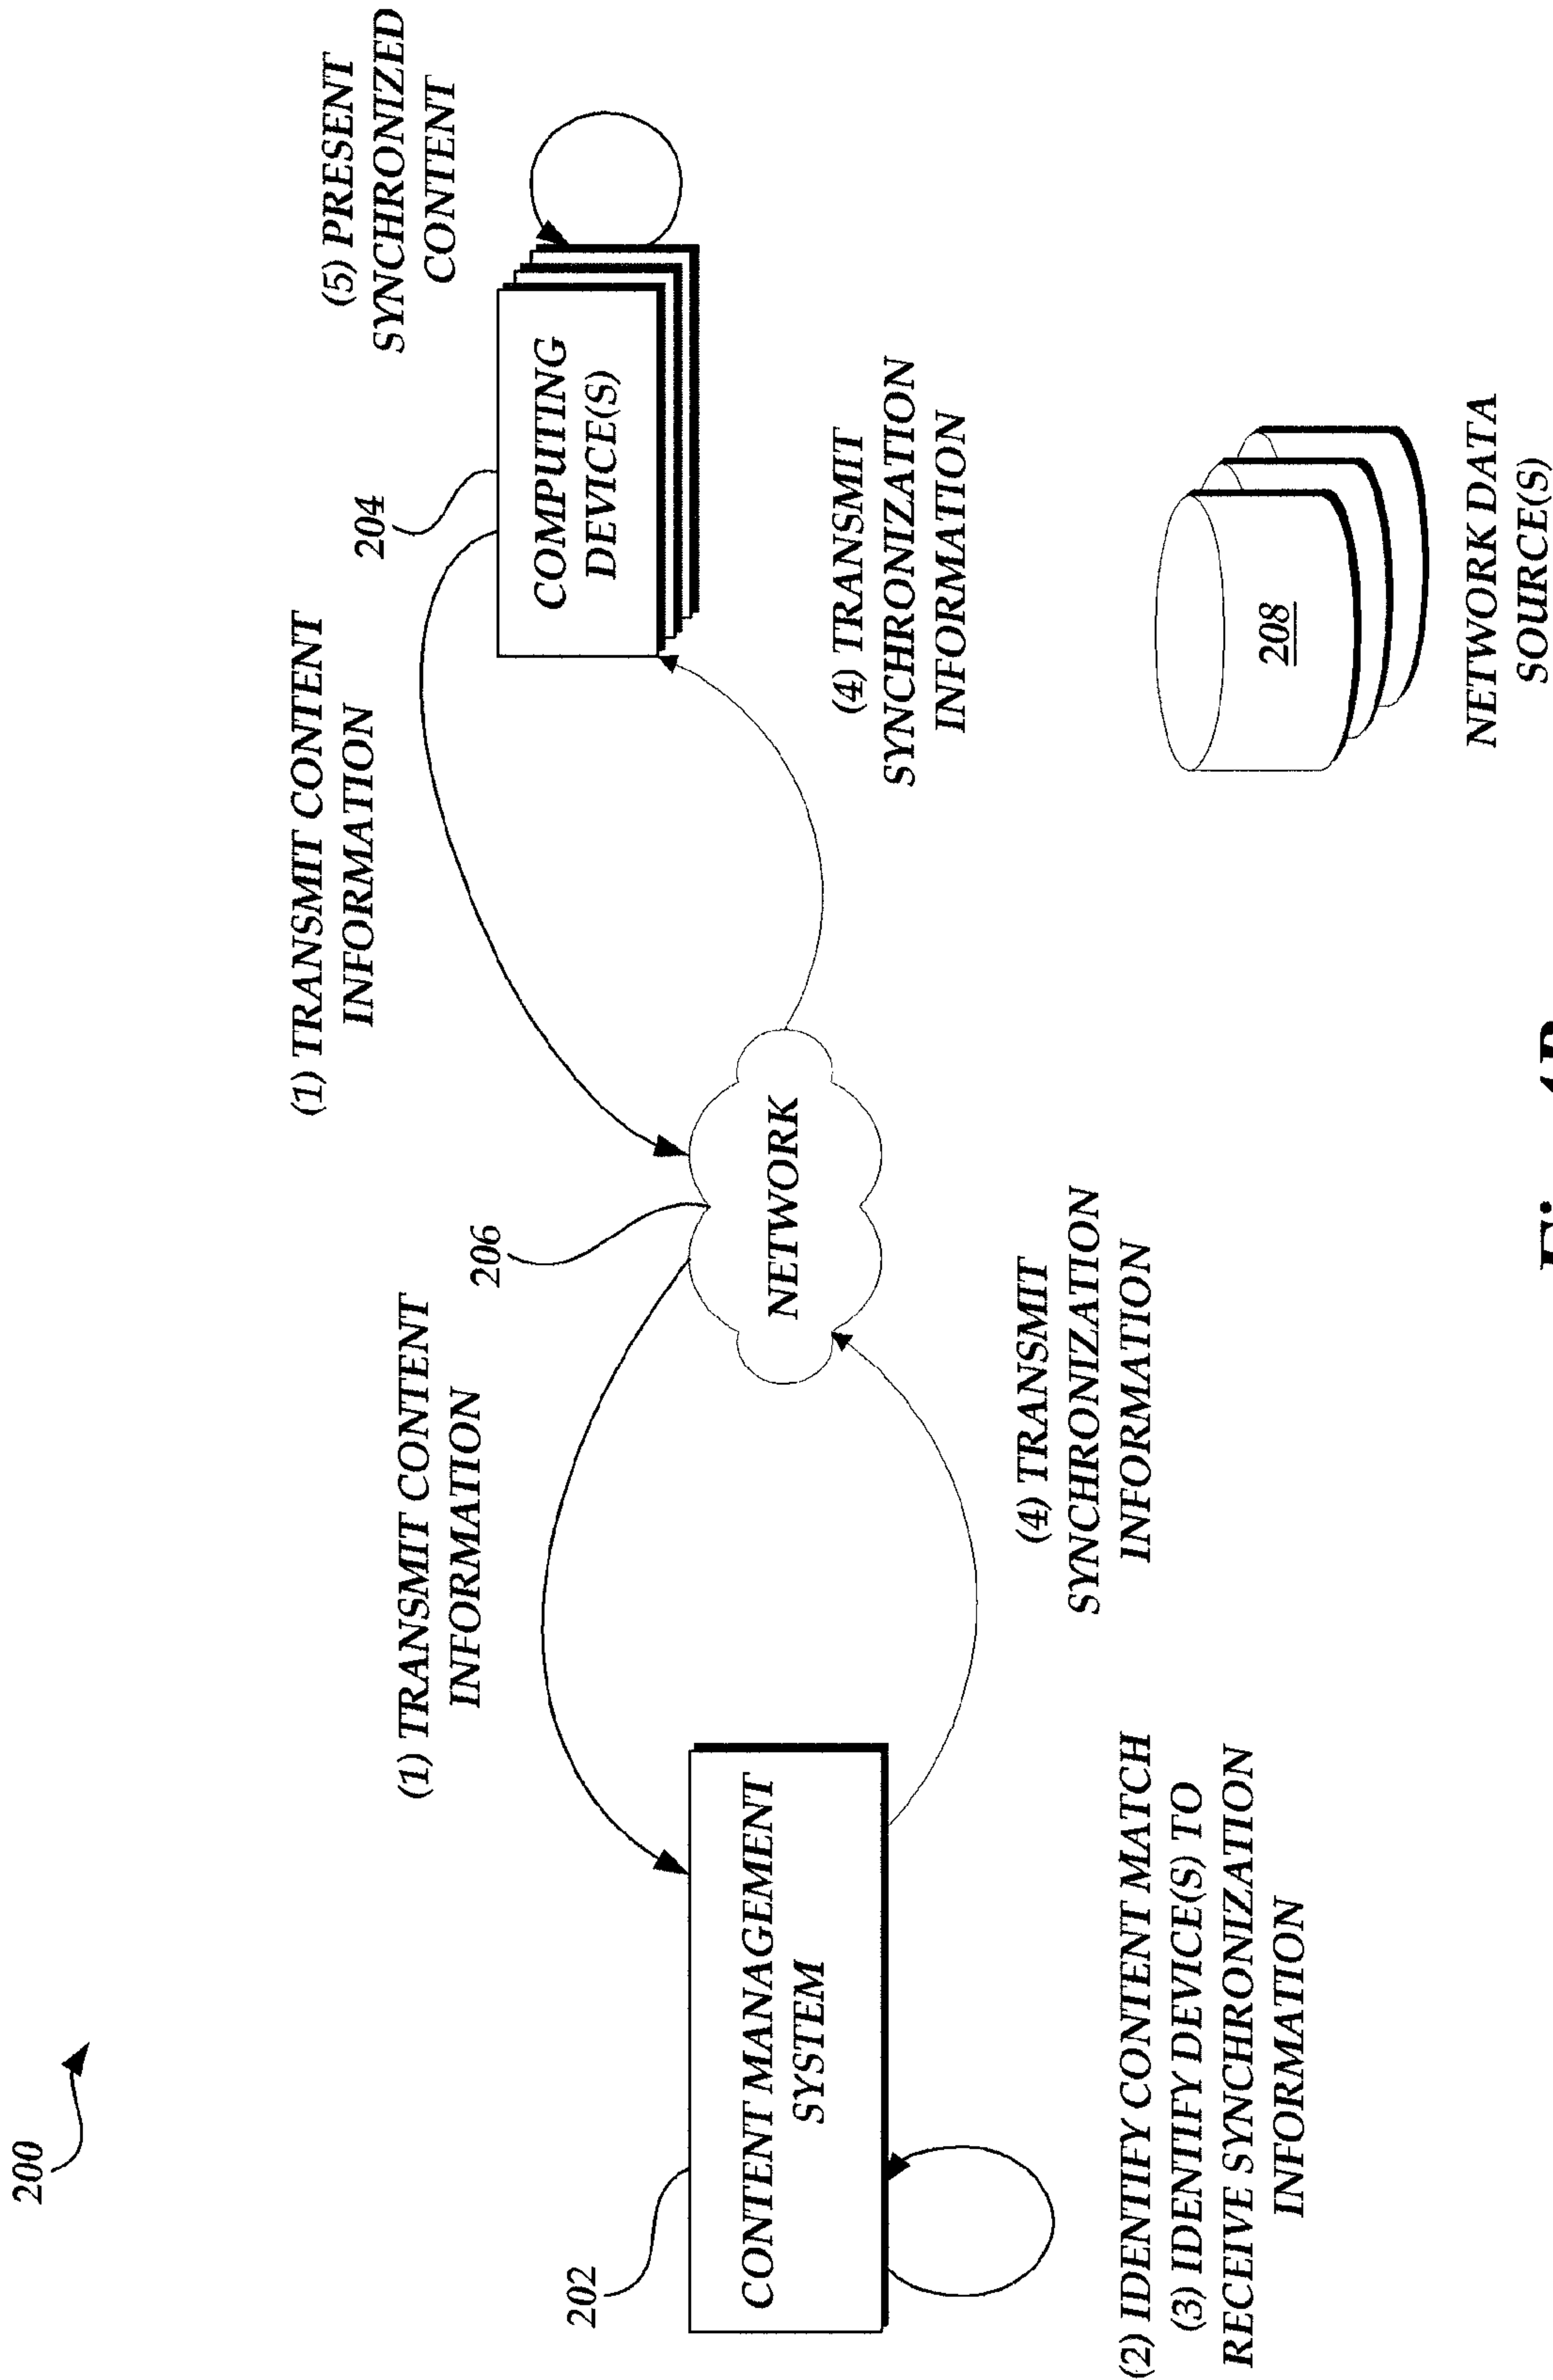 200
(1) TRANSMIT CONTENT
INFORMATION
(5) PRESENT
SYNCHRONIZED
CONTENT
204
(1) TRANSMIT CONTENT
INFORMATION
206
COMPUTING
DEVICE(S)
202
CONTENT MANAGEMENT
SYSTEM
NETWORK
(4) TRANSMIT
SYNCHRONIZATION
INFORMATION
(4) TRANSMIT
SYNCHRONIZATION
INFORMATION
(2) IDENTIFY CONTENT MATCH
(3) IDENTIFY DEVICE(S) TO
RECEIVE SYNCHRONIZATION
INFORMATION
208
NETWORK DATA
SOURCE(S)